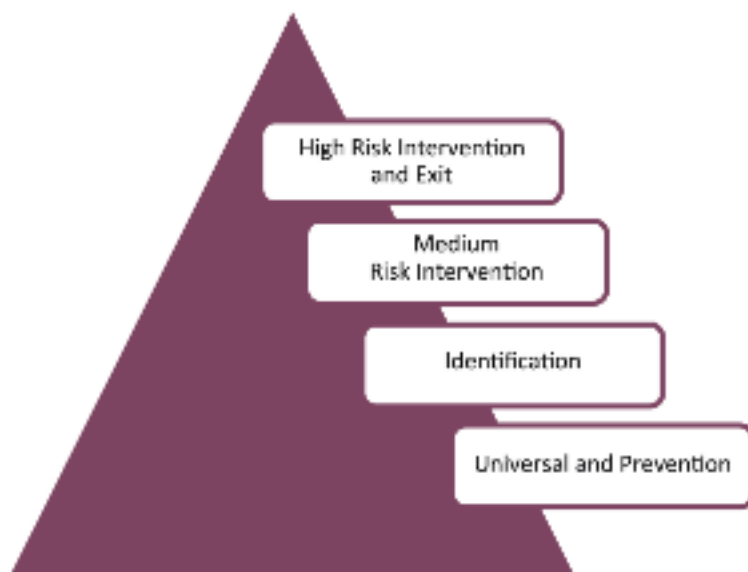 High Risk Intervention
and Exit
Medium
Risk Intervention
Identification
Universal and Prevention